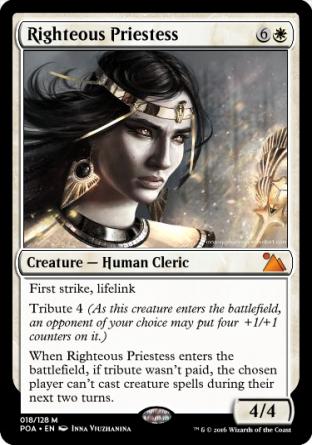 Righteous Priestess 6
Creature — Human Cleric
First strike, lifelink
Tribute 4 (As this creature enters the battlefield,
an opponent of your choice may put four +1/+1
counters on it.)
When Righteous Priestess enters the
battlefield, if tribute wasn't paid, the chosen
player can't cast creature spells during their
next two turns.
4/4
018/128 M
POA • EN Inna Vjuzhanina
™ & © 2016 Wizards of the Coast